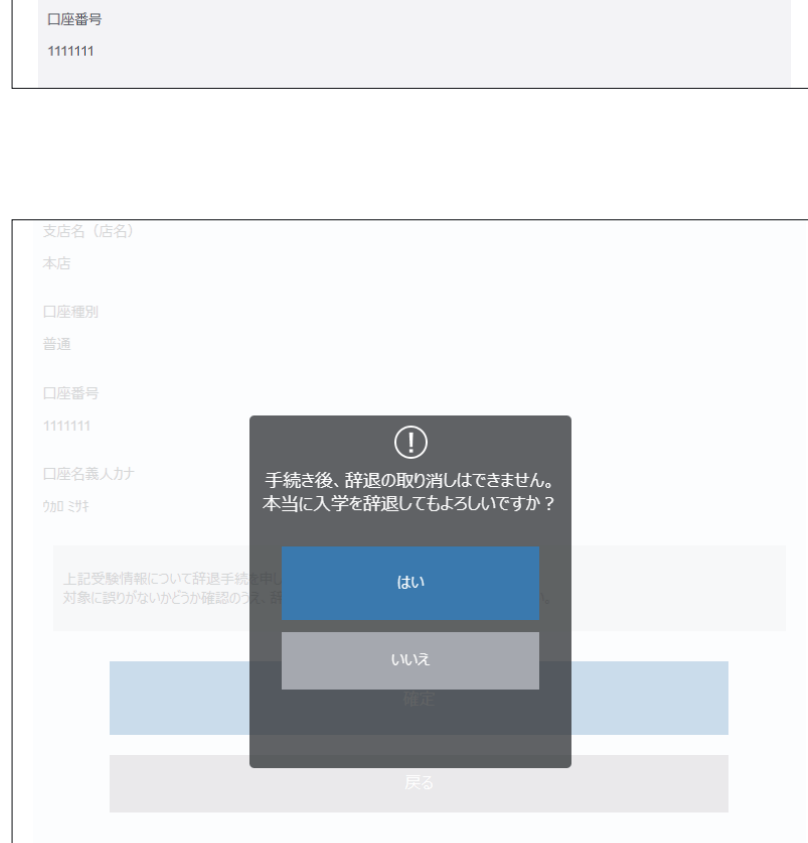 口座番号
1111111
支店名（店名）
本店
口座種別
普通
口座番号
1111111
口座名義人カナ
ｳｶﾛ ﾐｻｷ
!
手続き後、辞退の取り消しはできません。
本当に入学を辞退してもよろしいですか？
はい
いいえ
上記受験情報について辞退手続を申し
対象に誤りがないかどうか確認のうえ、
確定
戻る